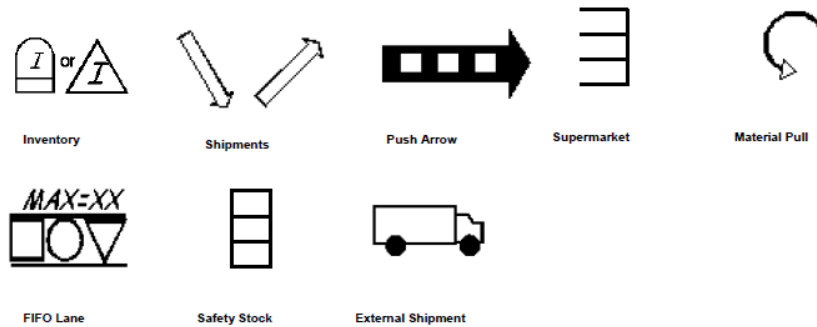 I or I
Inventory
Shipments
Push Arrow
Supermarket
Material Pull
MAX=XX
FIFO Lane
Safety Stock
External Shipment